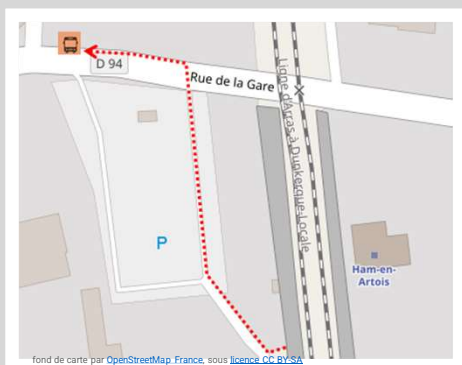 D 94
Rue de la Gare
Ligne d'Arras à Dunkerque-Locale
P
Ham-en-
Artois
fond de carte par OpenStreetMap France, sous licence CC BY-SA